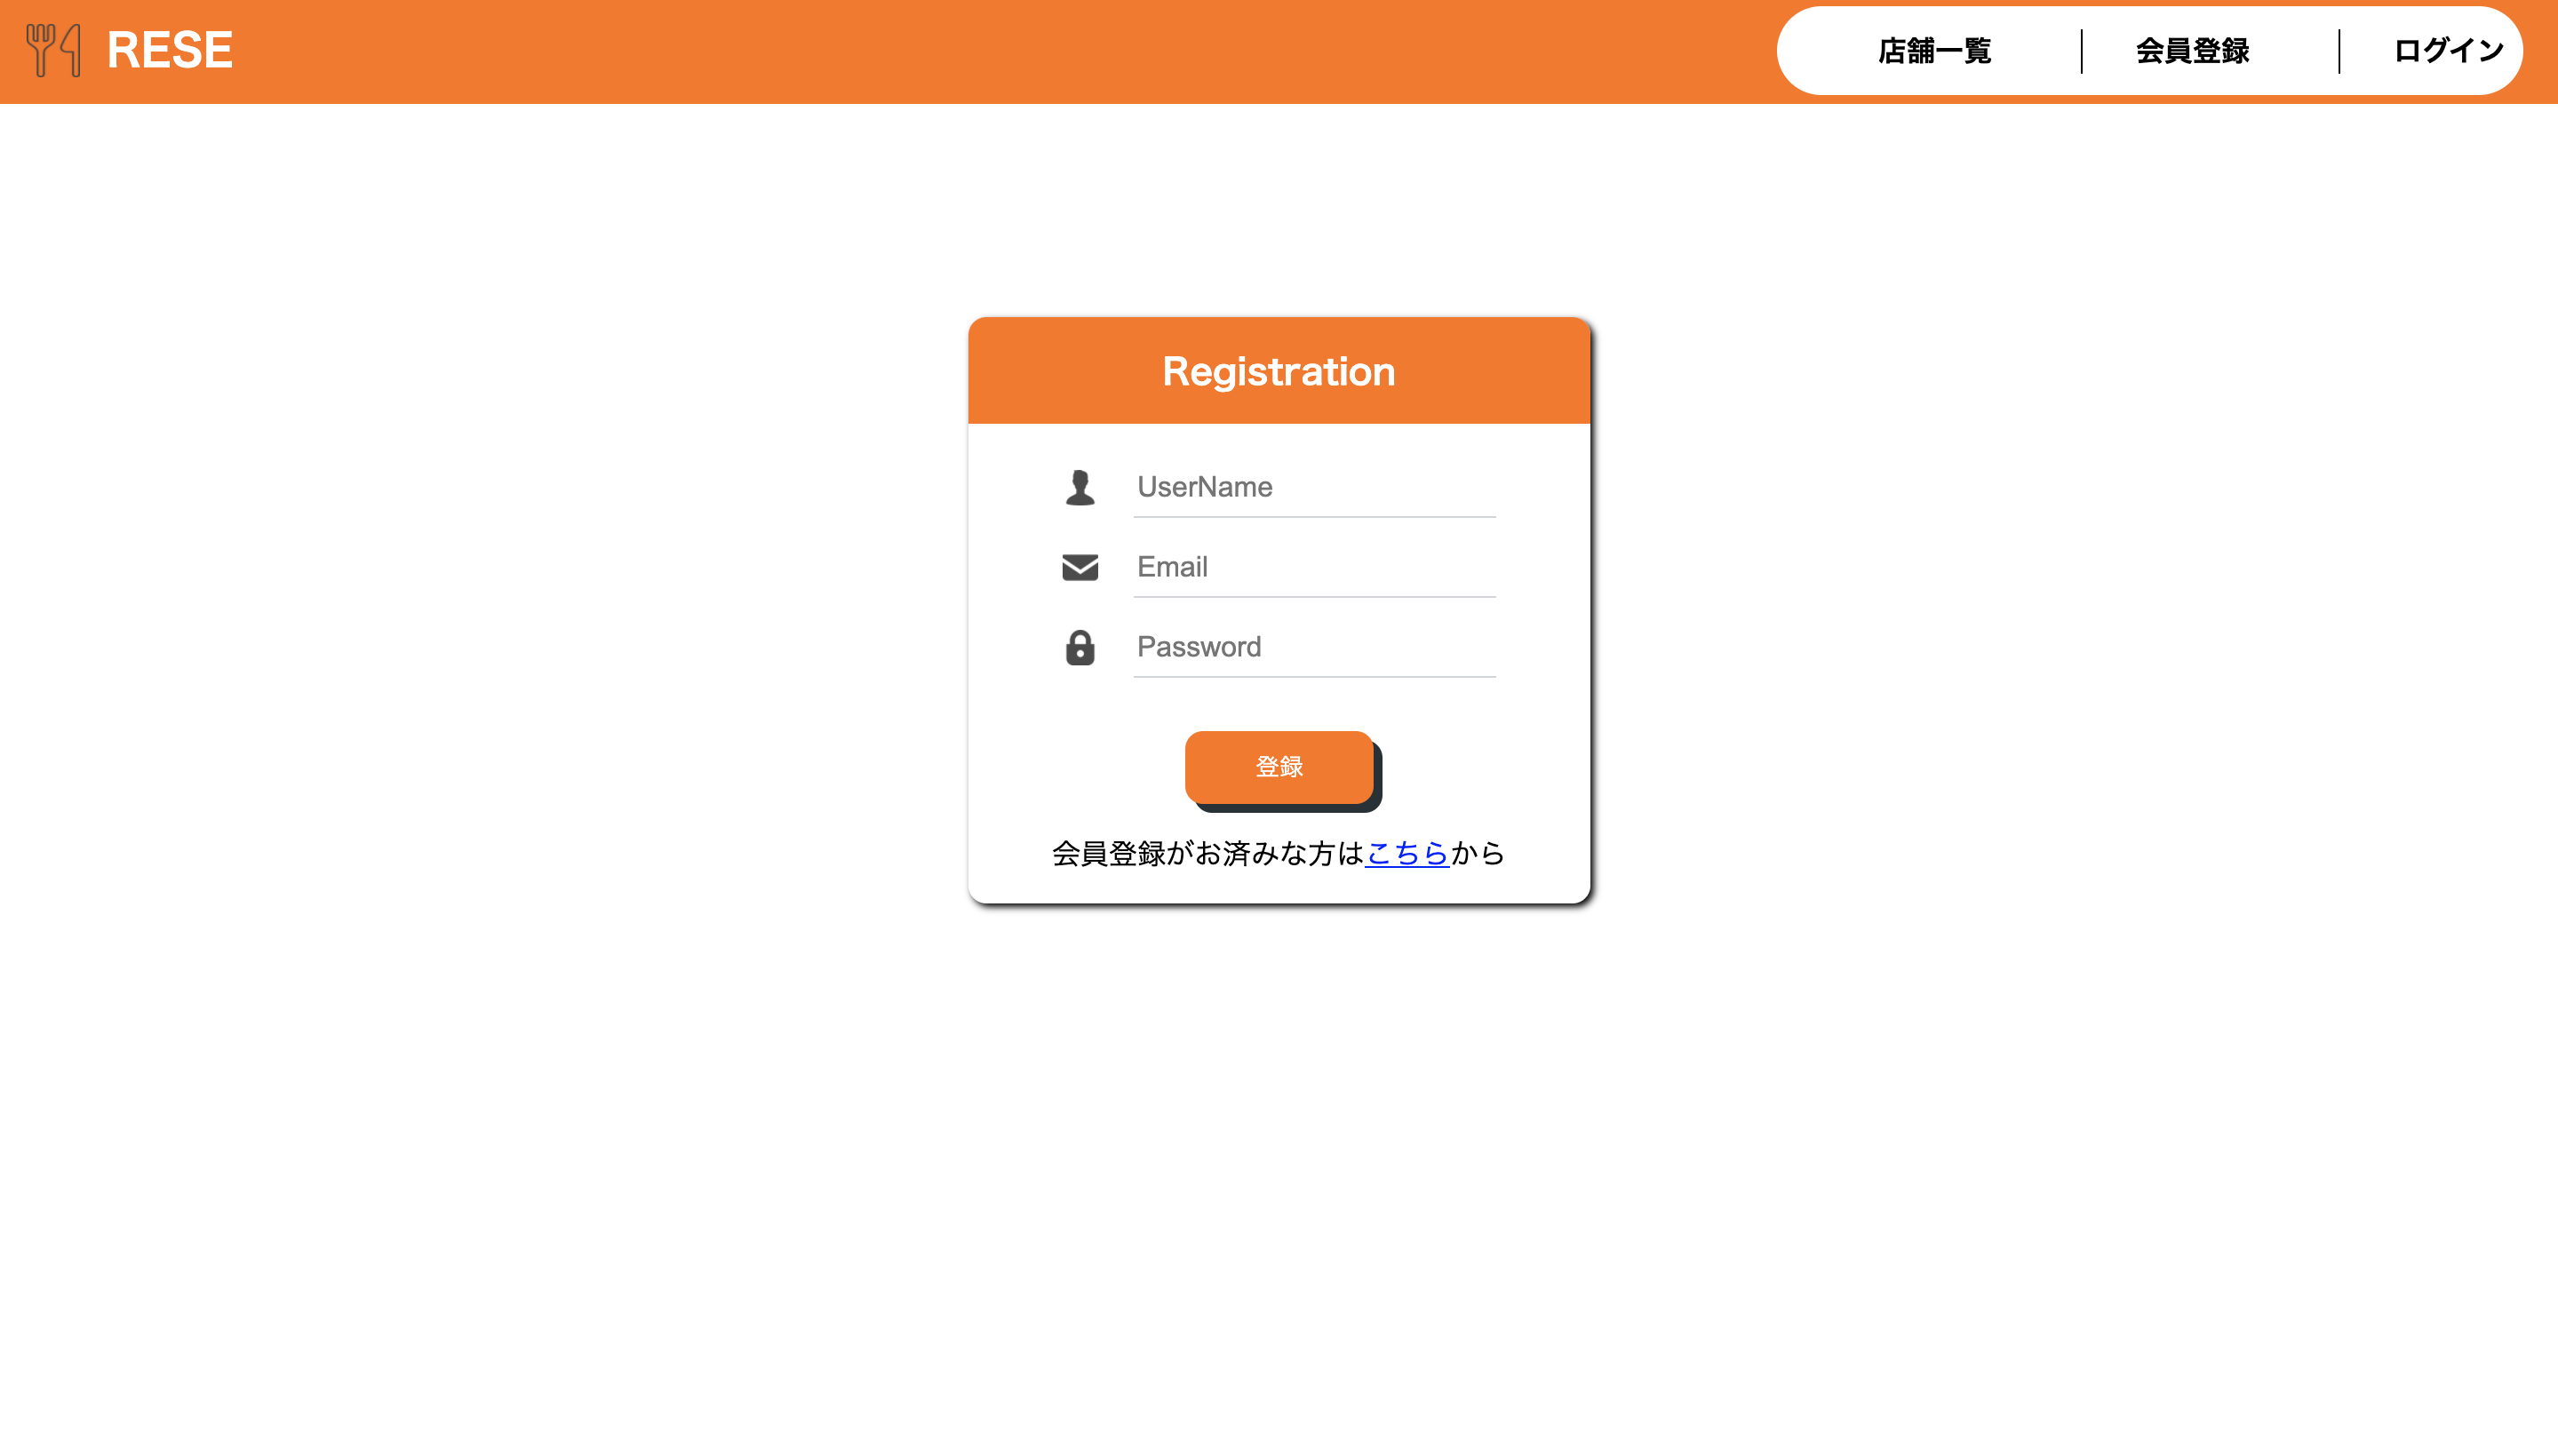 RESE
店舗一覧 会員登録 ログイン
Registration
UserName
Email
Password
登録
会員登録がお済みな方はこちらから